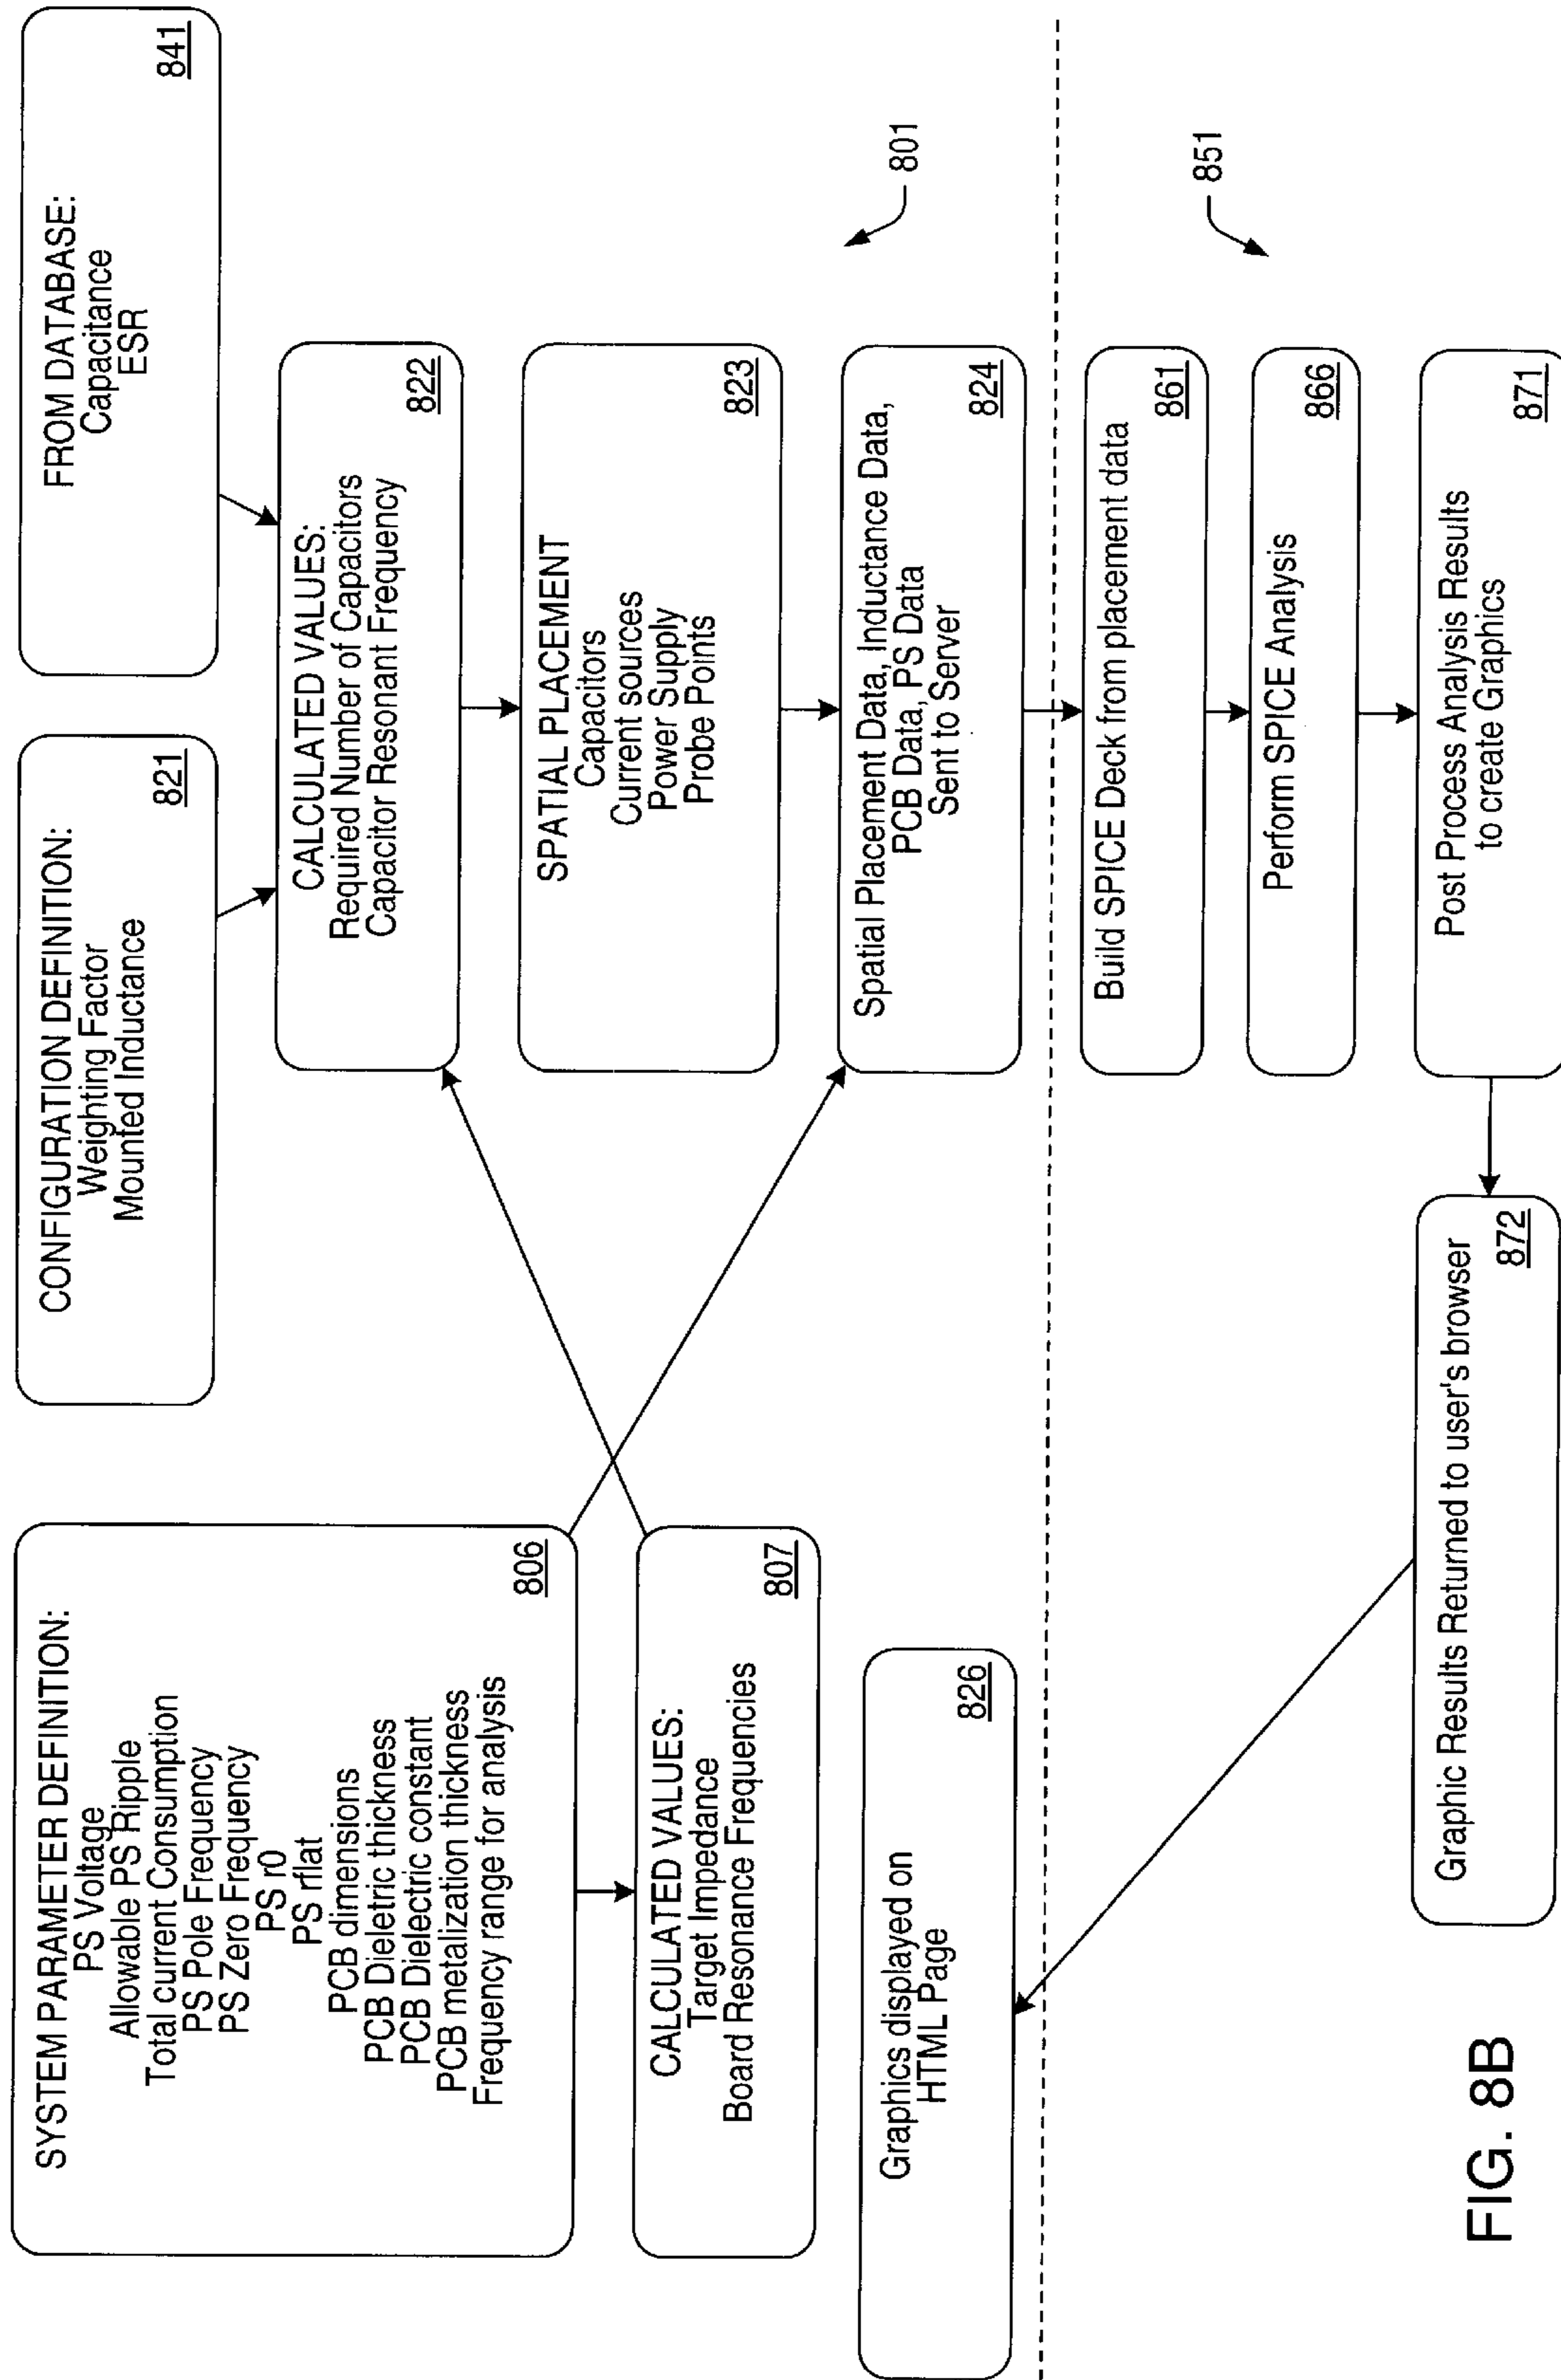 SYSTEM PARAMETER DEFINITION:
PS Voltage
Allowable PS Ripple
Total current Consumption
PS Pole Frequency
PS Zero Frequency
PS r0
PS rflat
PCB dimensions
PCB Dieletric thickness
PCB Dielectric constant
PCB metalization thickness
Frequency range for analysis
806
CALCULATED VALUES:
Target Impedance
Board Resonance Frequencies
807
Graphics displayed on
HTML Page
826
CONFIGURATION DEFINITION:
Weighting Factor
Mounted Inductance
821
FROM DATABASE:
Capacitance
ESR
841
CALCULATED VALUES:
Required Number of Capacitors
Capacitor Resonant Frequency
822
SPATIAL PLACEMENT
Capacitors
Current sources
Power Supply
Probe Points
823
Spatial Placement Data, Inductance Data,
PCB Data, PS Data
Sent to Server
824
801
851
Build SPICE Deck from placement data
861
Perform SPICE Analysis
866
Post Process Analysis Results
to create Graphics
871
Graphic Results Returned to user's browser
872
FIG. 8B